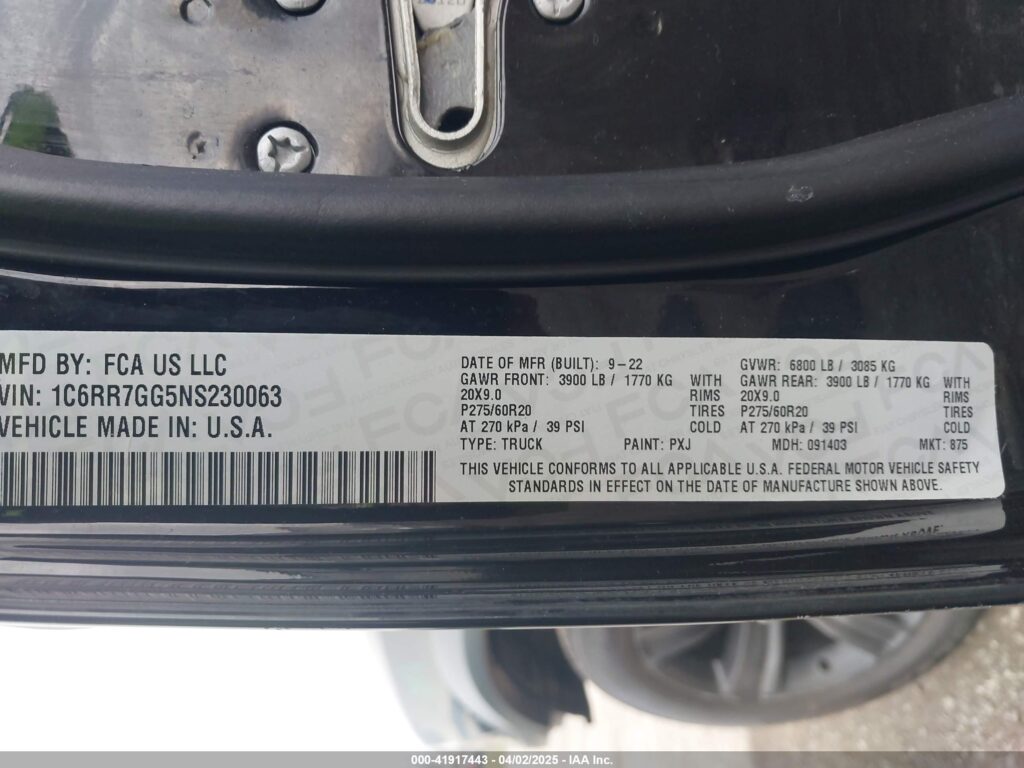 MFD BY: FCA US LLC
VIN: 1C6RR7GG5NS230063
VEHICLE MADE IN: U.S.A.
DATE OF MFR (BUILT): 9-22 GVWR: 6800 LB / 3085 KG
GAWR FRONT: 3900 LB / 1770 KG WITH GAWR REAR: 3900 LB / 1770 KG WITH
20X9.0 RIMS 20X9.0 RIMS
P275/60R20 TIRES P275/60R20 TIRES
AT 270 kPa / 39 PSI COLD AT 270 kPa / 39 PSI COLD
TYPE: TRUCK PAINT: PXJ MDH: 091403 MKT: 875
THIS VEHICLE CONFORMS TO ALL APPLICABLE U.S.A. FEDERAL MOTOR VEHICLE SAFETY
STANDARDS IN EFFECT ON THE DATE OF MANUFACTURE SHOWN ABOVE.
000-41917443 - 04/02/2025 - IAA Inc.